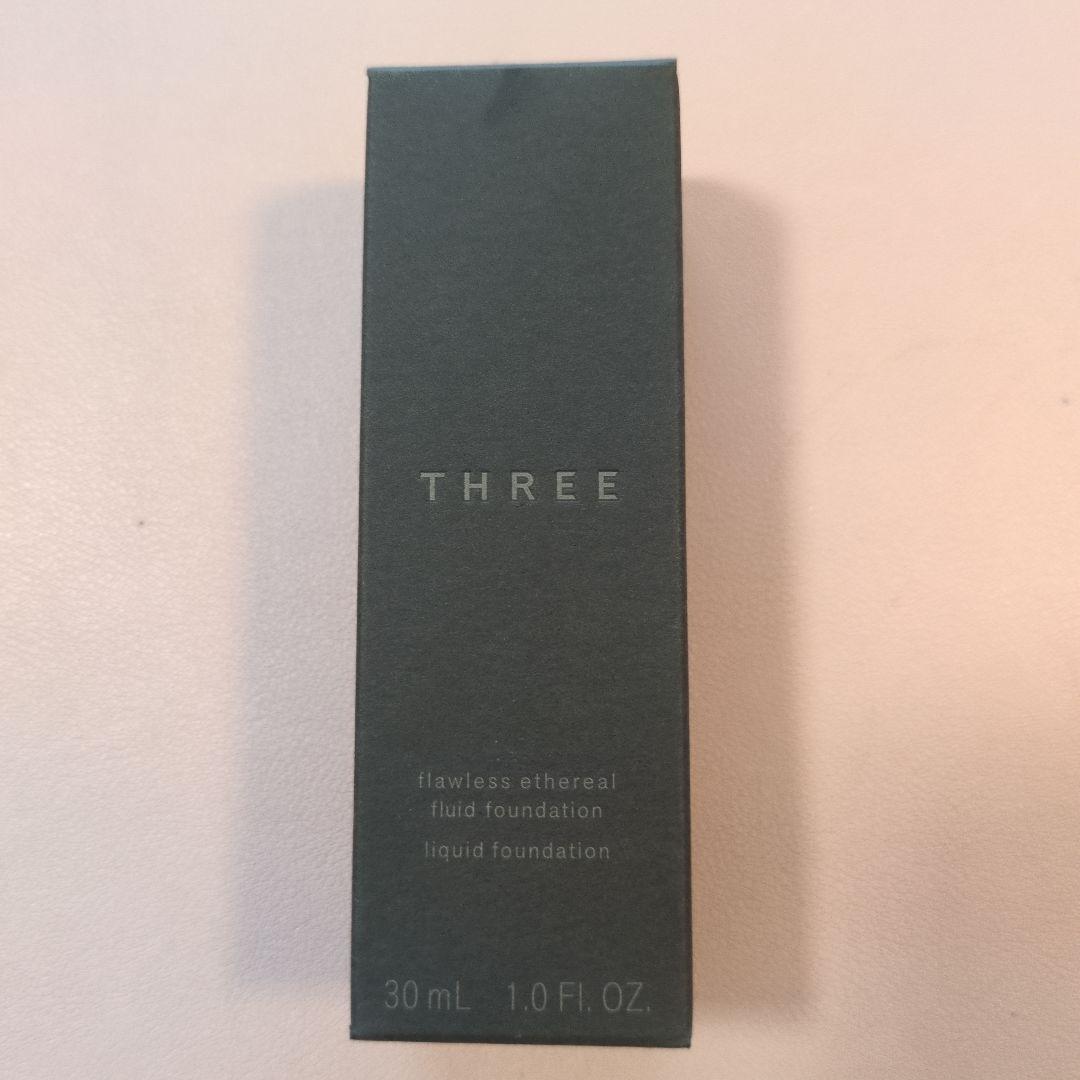 THREE
flawless ethereal
fluid foundation
liquid foundation
30 mL 1.0 Fl. OZ.